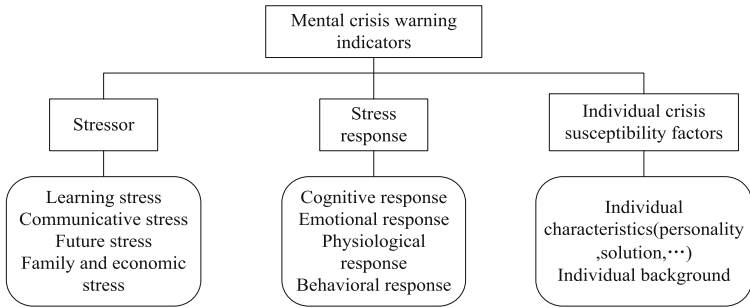 Mental crisis warning
indicators
Stressor
Stress
response
Individual crisis
susceptibility factors
Learning stress
Communicative stress
Future stress
Family and economic
stress
Cognitive response
Emotional response
Physiological
response
Behavioral response
Individual
characteristics(personality
,solution,⋯)
Individual background